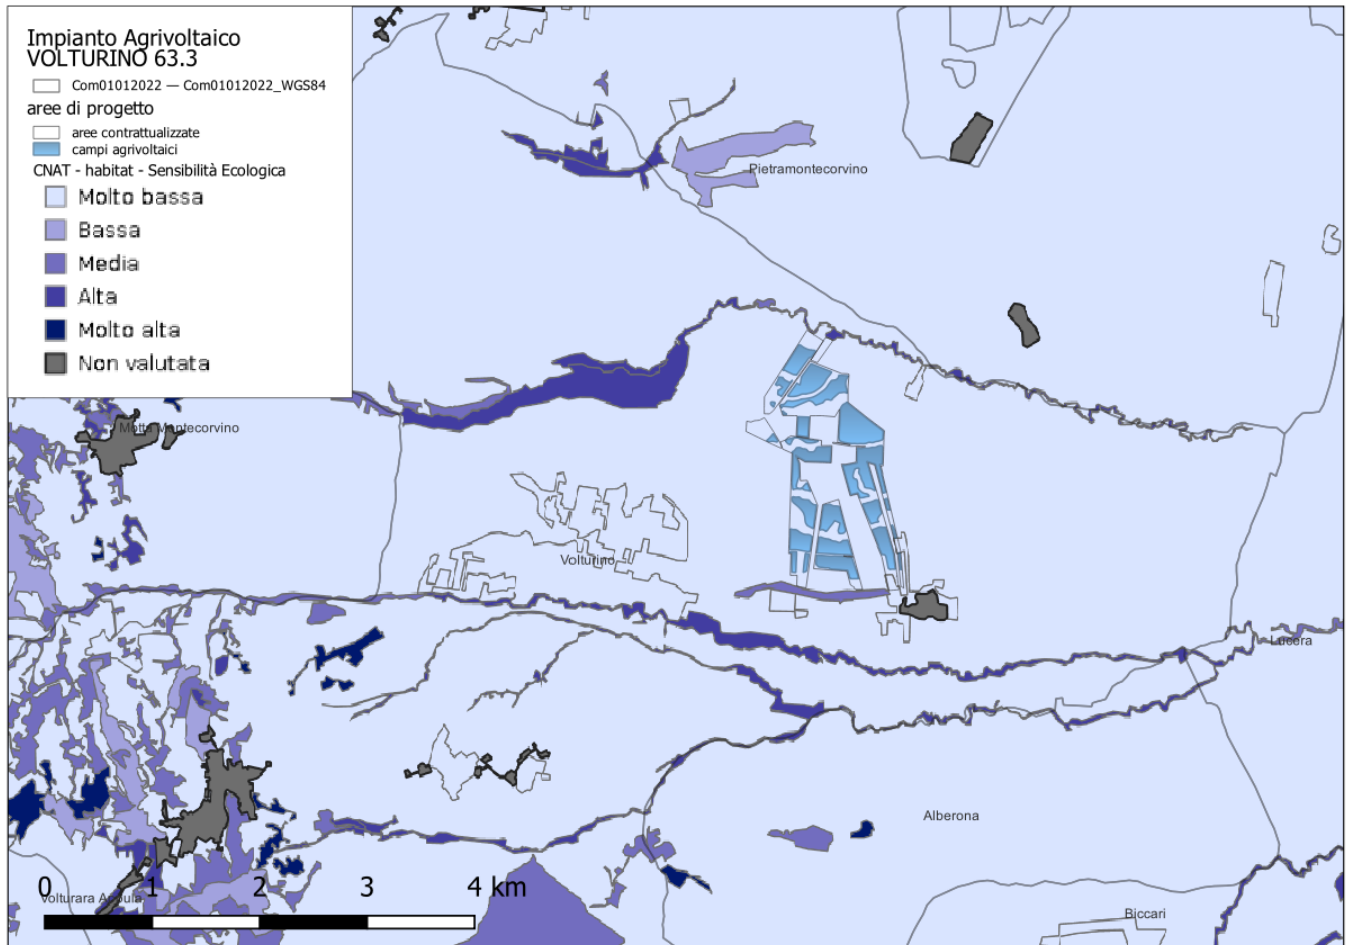 Impianto Agrivoltaico
VOLTURINO 63.3
Com01012022 — Com01012022_WGS84
aree di progetto
aree contrattualizzate
campi agrivoltaici
CNAT - habitat - Sensibilità Ecologica
Molto bassa
Bassa
Media
Alta
Molto alta
Non valutata
Pietramontecorvino
Motta Montecorvino
Volturino
Lucera
Alberona
0 1 2 3 4 km
Volturara Appula
Biccari